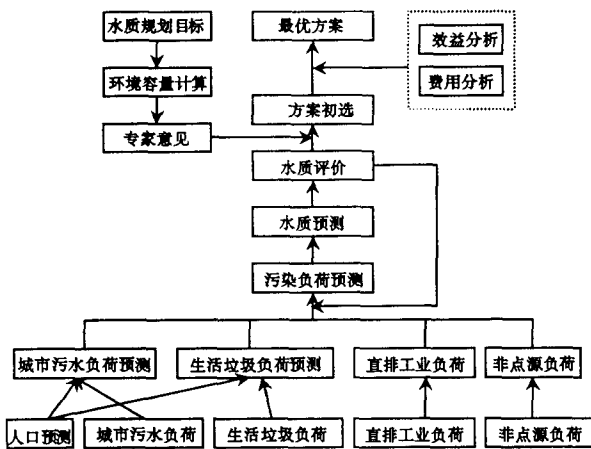 水质规划目标
最优方案
效益分析
环境容量计算
费用分析
方案初选
专家意见
水质评价
水质预测
污染负荷预测
城市污水负荷预测
生活垃圾负荷预测
直排工业负荷
非点源负荷
人口预测
城市污水负荷
生活垃圾负荷
直排工业负荷
非点源负荷